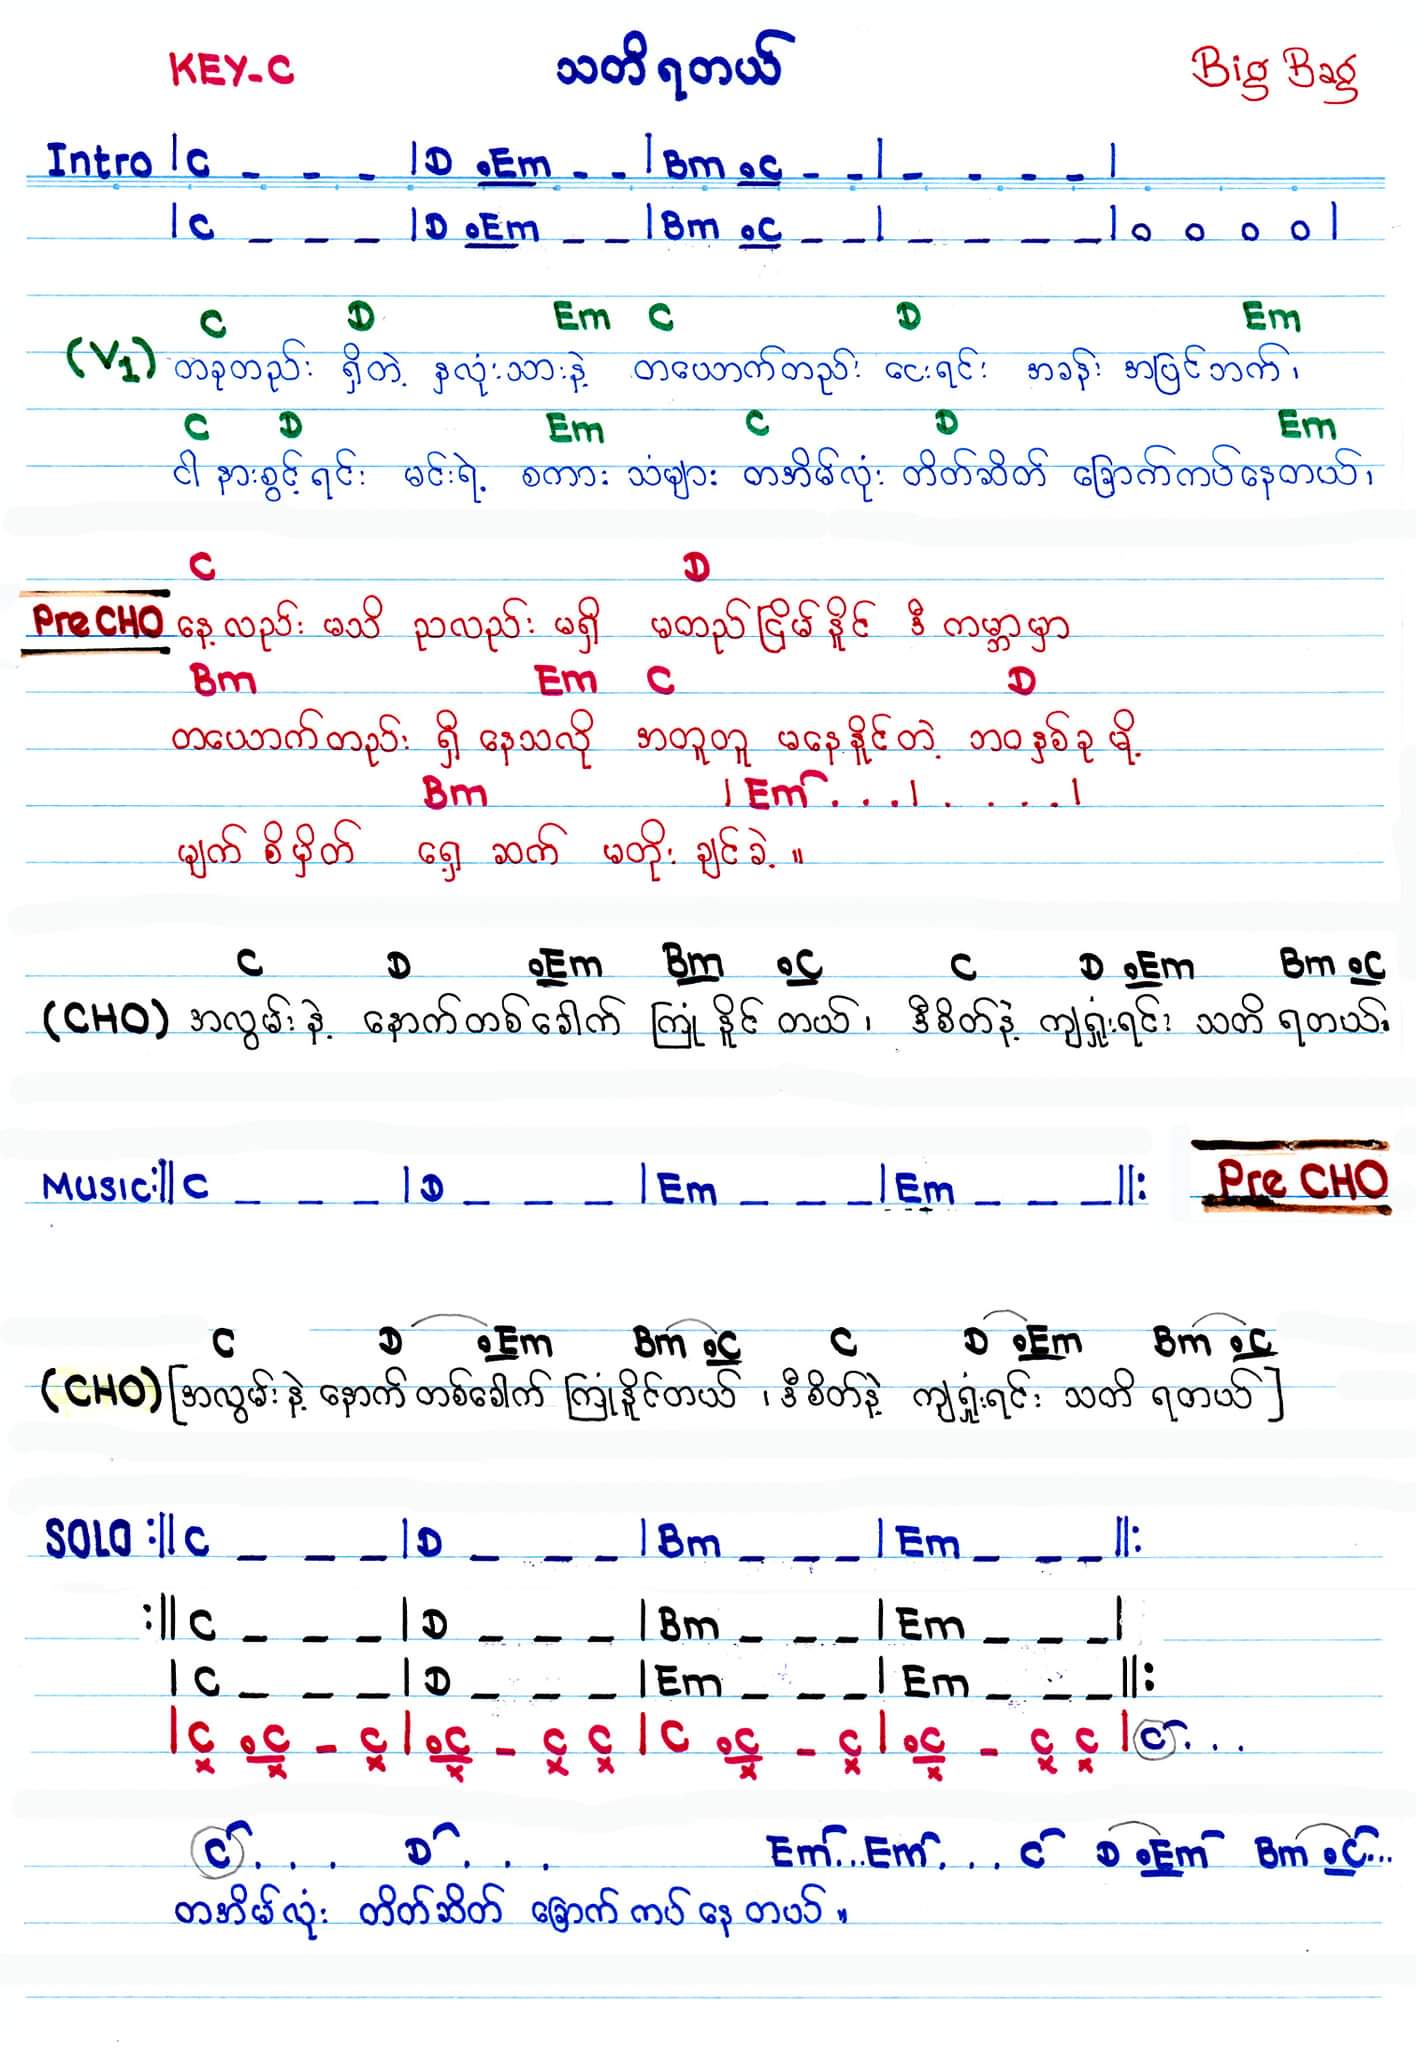 KEY-C သတိရတယ် Big Bag
Intro |C _ _ _ |D .Em _ _ |Bm .C _ _ | _ _ _ _ |
|C _ _ _ |D .Em _ _ |Bm .C _ _ | _ _ _ _ | o o o o |
C D Em C D Em
(V1) တခုတည်း ရှိတဲ့ နှလုံးသားနဲ့ တယောက်တည်း ငေးရင်း အခန်း အပြင်ဘက်၊
C D Em C D Em
ငါ နားစွင့်ရင်း မင်းရဲ့ စကား သံများ တအိမ်လုံး တိတ်ဆိတ် ခြောက်ကပ်နေတယ်၊
C D
Pre CHO နေ့လည်း မသိ ညလည်း မရှိ မတည်ငြိမ်နိူင် ဒီ ကမ္ဘာမှာ
Bm Em C D
တယောက်တည်း ရှိ နေသလို အတူတူ မနေနိူင်တဲ့ ဘဝနှစ်ခုမို့
Bm | Em . . . | . . . . |
မျက်စိမှိတ် ရှေ့ ဆက် မတိုး ချင်ခဲ့ ။
C D .Em Bm .C C D .Em Bm .C
(CHO) အလွမ်းနဲ့ နောက်တစ်ခေါက် ကြုံနိူင်တယ်၊ ဒီစိတ်နဲ့ ကျရှုံးရင်း သတိရတယ်း
Music :||C _ _ _ |D _ _ _ |Em _ _ _ |Em _ _ _ ||: Pre CHO
C D .Em Bm .C C D .Em Bm .C
(CHO) [အလွမ်းနဲ့ နောက်တစ်ခေါက် ကြုံနိူင်တယ် ၊ ဒီစိတ်နဲ့ ကျရှုံးရင်း သတိရတယ်]
SOLO :||C _ _ _ |D _ _ _ |Bm _ _ _ |Em _ _ _ ||:
:||C _ _ _ |D _ _ _ |Bm _ _ _ |Em _ _ _ |
|C _ _ _ |D _ _ _ |Em _ _ _ |Em _ _ _ ||:
|C .C - C |.C - C C |C .C - C |.C - C C |C . . .
C . . . D . . . Em...Em . . . C D .Em Bm .C...
တအိမ်လုံး တိတ်ဆိတ် ခြောက်ကပ်နေတယ်။